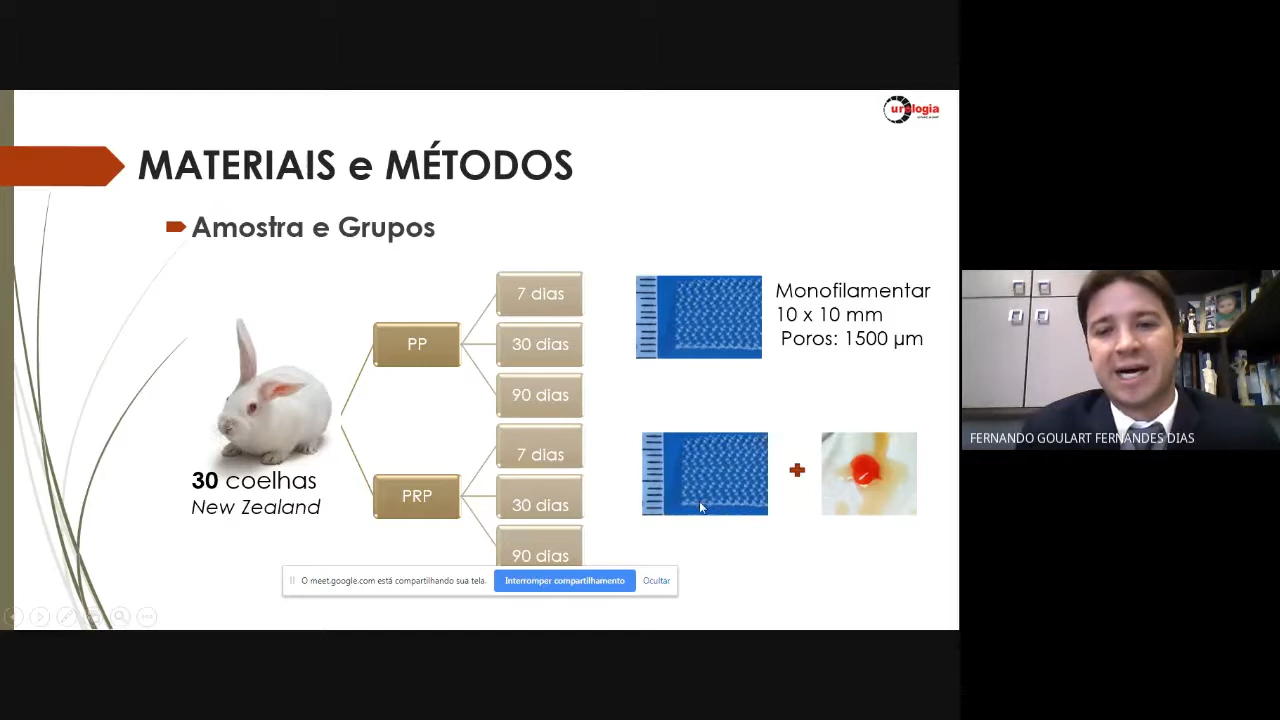 urologia
MATERIAIS e MÉTODOS
Amostra e Grupos
7 dias
PP
30 dias
90 dias
7 dias
PRP
30 dias
90 dias
30 coelhas
New Zealand
Monofilamentar
10 x 10 mm
Poros: 1500 µm
O meet.google.com está compartilhando sua tela.
Interromper compartilhamento
Ocultar
FERNANDO GOULART FERNANDES DIAS